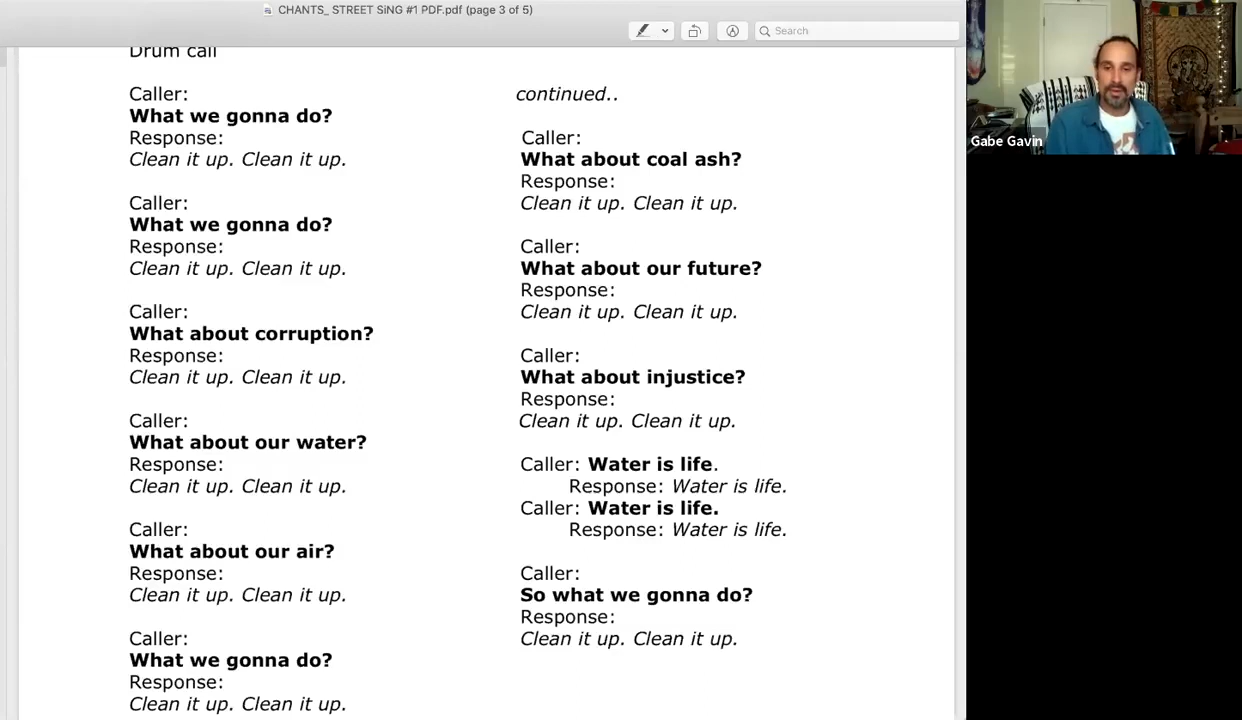 CHANTS_ STREET SiNG #1 PDF.pdf (page 3 of 5)
Search
Drum call
Caller:
What we gonna do?
Response:
Clean it up. Clean it up.
Caller:
What we gonna do?
Response:
Clean it up. Clean it up.
Caller:
What about corruption?
Response:
Clean it up. Clean it up.
Caller:
What about our water?
Response:
Clean it up. Clean it up.
Caller:
What about our air?
Response:
Clean it up. Clean it up.
Caller:
What we gonna do?
Response:
Clean it up. Clean it up.
continued..
Caller:
What about coal ash?
Response:
Clean it up. Clean it up.
Caller:
What about our future?
Response:
Clean it up. Clean it up.
Caller:
What about injustice?
Response:
Clean it up. Clean it up.
Caller: Water is life.
Response: Water is life.
Caller: Water is life.
Response: Water is life.
Caller:
So what we gonna do?
Response:
Clean it up. Clean it up.
Gabe Gavin